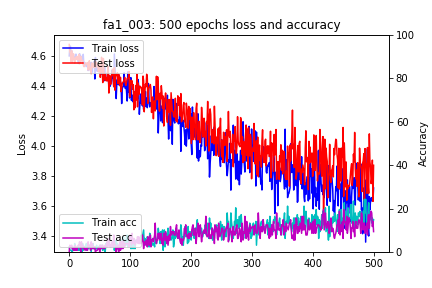 fa1_003: 500 epochs loss and accuracy
Train loss
Test loss
4.6
4.4
4.2
4.0
3.8
3.6
3.4
Loss
100
80
60
40
20
0
Accuracy
Train acc
Test acc
0
100
200
300
400
500